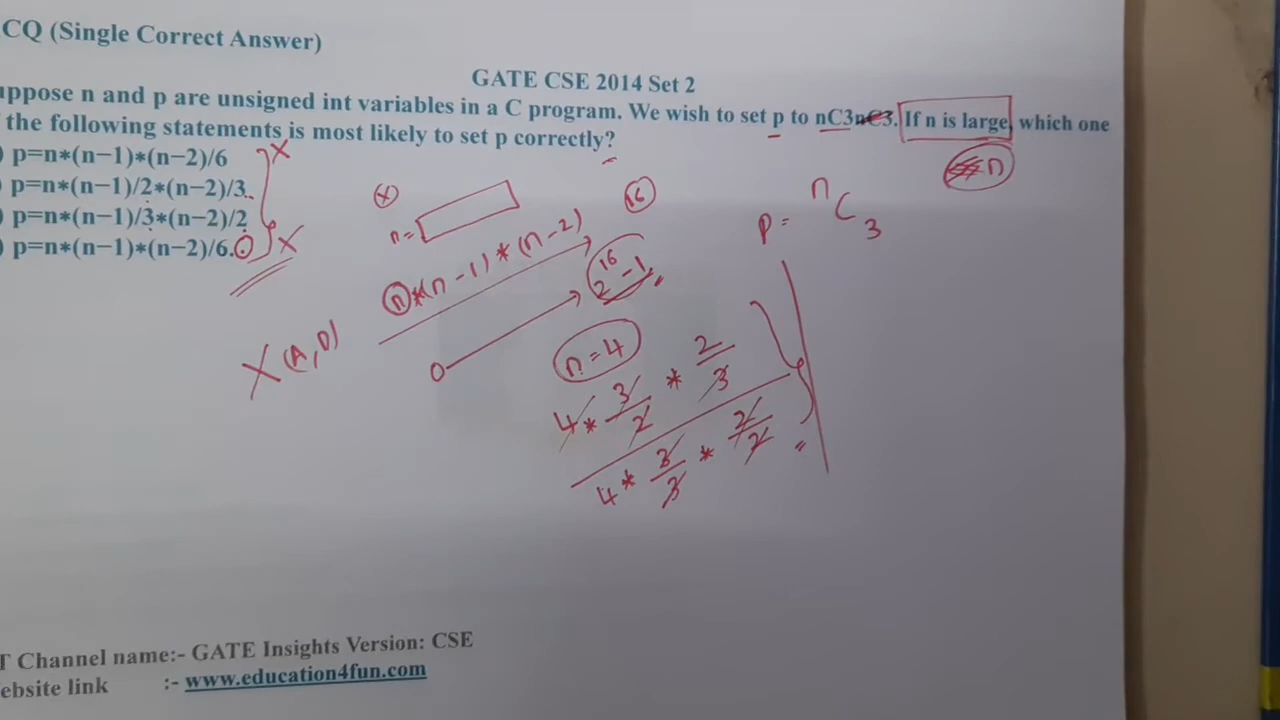 CQ (Single Correct Answer)
GATE CSE 2014 Set 2
uppose n and p are unsigned int variables in a C program. We wish to set p to nC3nC3. If n is large, which one
the following statements is most likely to set p correctly?
) p=n*(n−1)*(n−2)/6
) p=n*(n−1)/2*(n−2)/3..
) p=n*(n−1)/3*(n−2)/2
) p=n*(n−1)*(n−2)/6.0
X
X
n
n=
16
p = nC3
n*(n-1)*(n-2)
2^16-1
0
X (A, D)
n=4
4 * 3/2 * 2/3
4 * 3/3 * 2/2
T Channel name:- GATE Insights Version: CSE
ebsite link :- www.education4fun.com